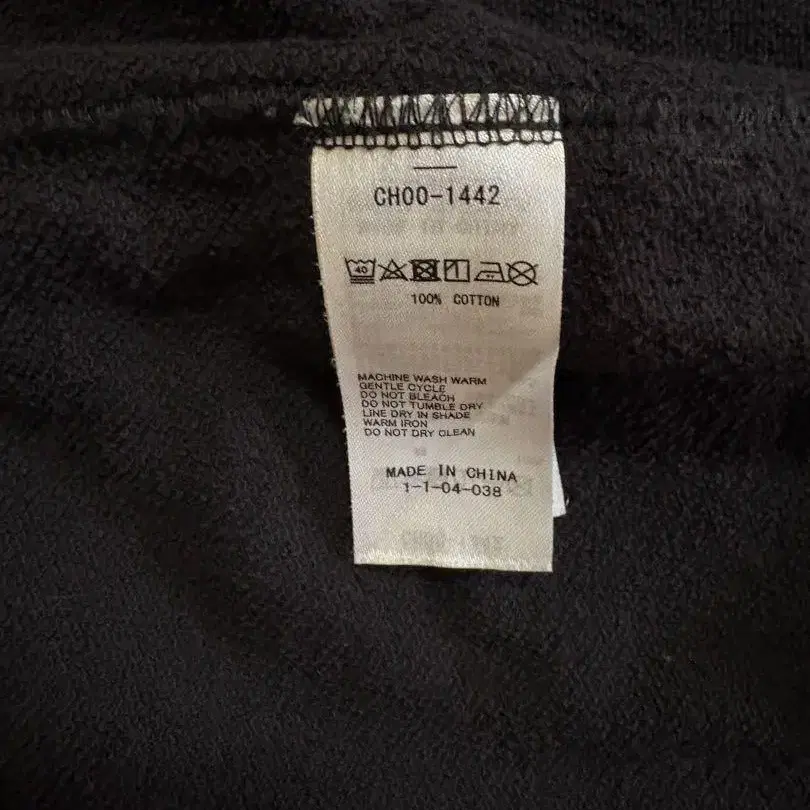 CH00-1442
40
100% COTTON
MACHINE WASH WARM
GENTLE CYCLE
DO NOT BLEACH
DO NOT TUMBLE DRY
LINE DRY IN SHADE
WARM IRON
DO NOT DRY CLEAN
MADE IN CHINA
1-1-04-038